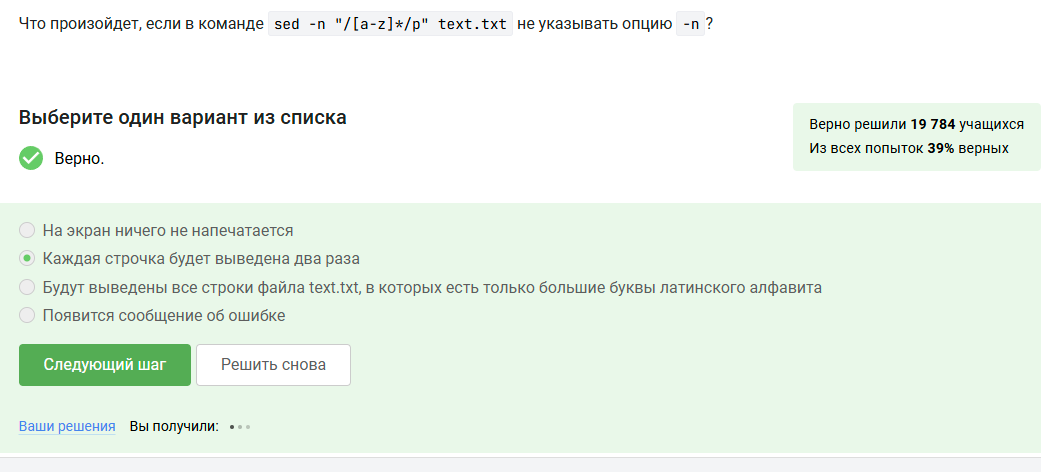 Что произойдет, если в команде sed -n "/[a-z]*/p" text.txt не указывать опцию -n?
Выберите один вариант из списка
Верно.
Верно решили 19 784 учащихся
Из всех попыток 39% верных
На экран ничего не напечатается
Каждая строчка будет выведена два раза
Будут выведены все строки файла text.txt, в которых есть только большие буквы латинского алфавита
Появится сообщение об ошибке
Следующий шаг
Решить снова
Ваши решения Вы получили: